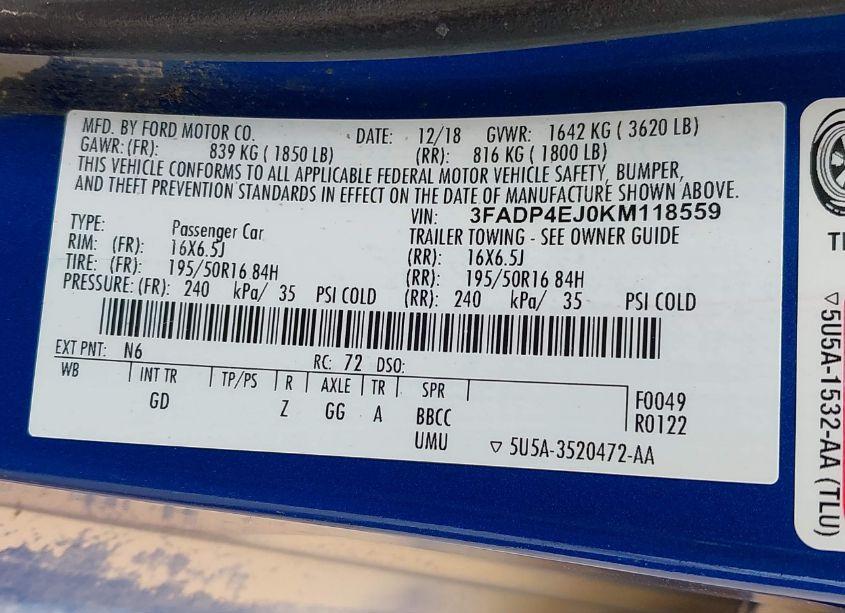 MFD. BY FORD MOTOR CO. DATE: 12/18 GVWR: 1642 KG ( 3620 LB)
GAWR: (FR): 839 KG ( 1850 LB) (RR): 816 KG ( 1800 LB)
THIS VEHICLE CONFORMS TO ALL APPLICABLE FEDERAL MOTOR VEHICLE SAFETY, BUMPER,
AND THEFT PREVENTION STANDARDS IN EFFECT ON THE DATE OF MANUFACTURE SHOWN ABOVE.
VIN: 3FADP4EJ0KM118559
TYPE: Passenger Car TRAILER TOWING - SEE OWNER GUIDE
RIM: (FR): 16X6.5J (RR): 16X6.5J
TIRE: (FR): 195/50R16 84H (RR): 195/50R16 84H
PRESSURE: (FR): 240 kPa/ 35 PSI COLD (RR): 240 kPa/ 35 PSI COLD
EXT PNT: N6 RC: 72 DSO:
WB INT TR TP/PS R AXLE TR SPR
GD Z GG A BBCC
UMU
F0049
R0122
▽ 5U5A-3520472-AA
▽ 5U5A-1532-AA (TLU)